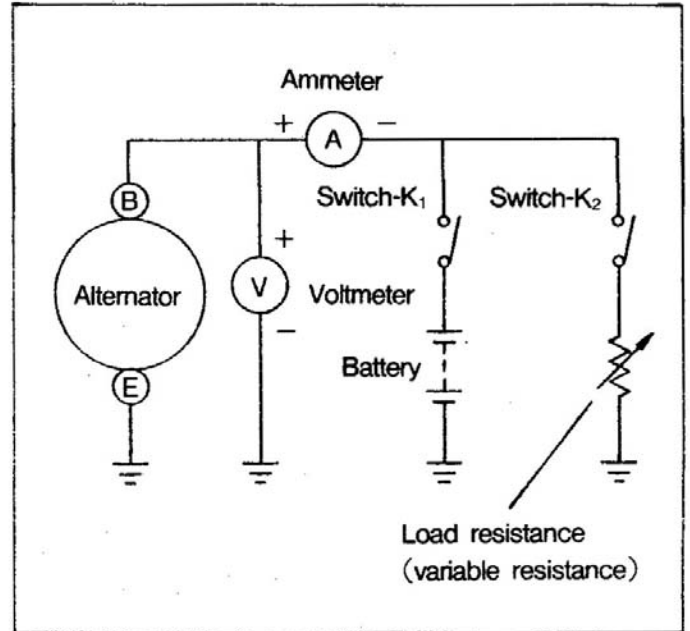 Ammeter
+ A −
B
Switch-K₁
Switch-K₂
+
Alternator
V
Voltmeter
−
Battery
E
Load resistance
(variable resistance)